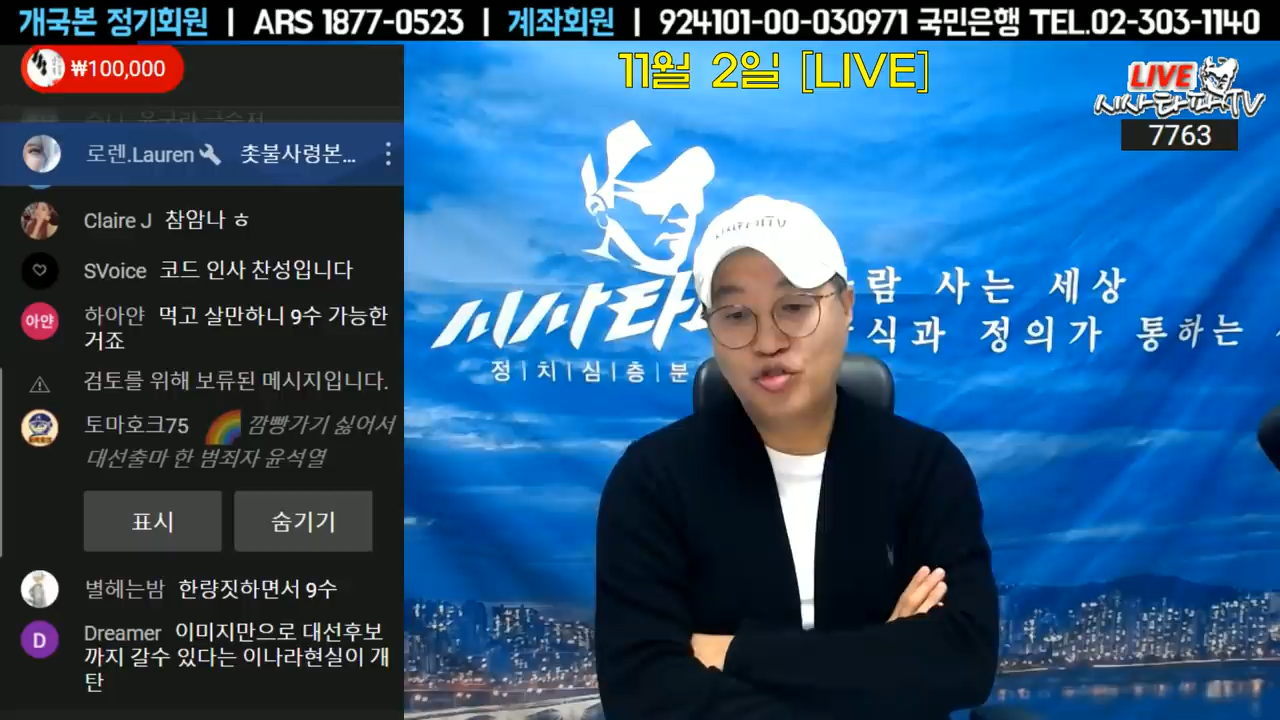 개국본 정기회원 | ARS 1877-0523 | 계좌회원 | 924101-00-030971 국민은행 TEL.02-303-1140
₩100,000
11월 2일 [LIVE]
LIVE
시사타파TV
7763
로렌.Lauren 촛불사령본...
Claire J 참암나 ㅎ
SVoice 코드 인사 찬성입니다
아얀
하아얀 먹고 살만하니 9수 가능한
거죠
검토를 위해 보류된 메시지입니다.
토마호크75 깜빵가기 싫어서
대선출마 한 범죄자 윤석열
표시 숨기기
별헤는밤 한량짓하면서 9수
D
Dreamer 이미지만으로 대선후보
까지 갈수 있다는 이나라현실이 개
탄
시사타파TV
시사타
정|치|심|층|분
람 사는 세상
식과 정의가 통하는